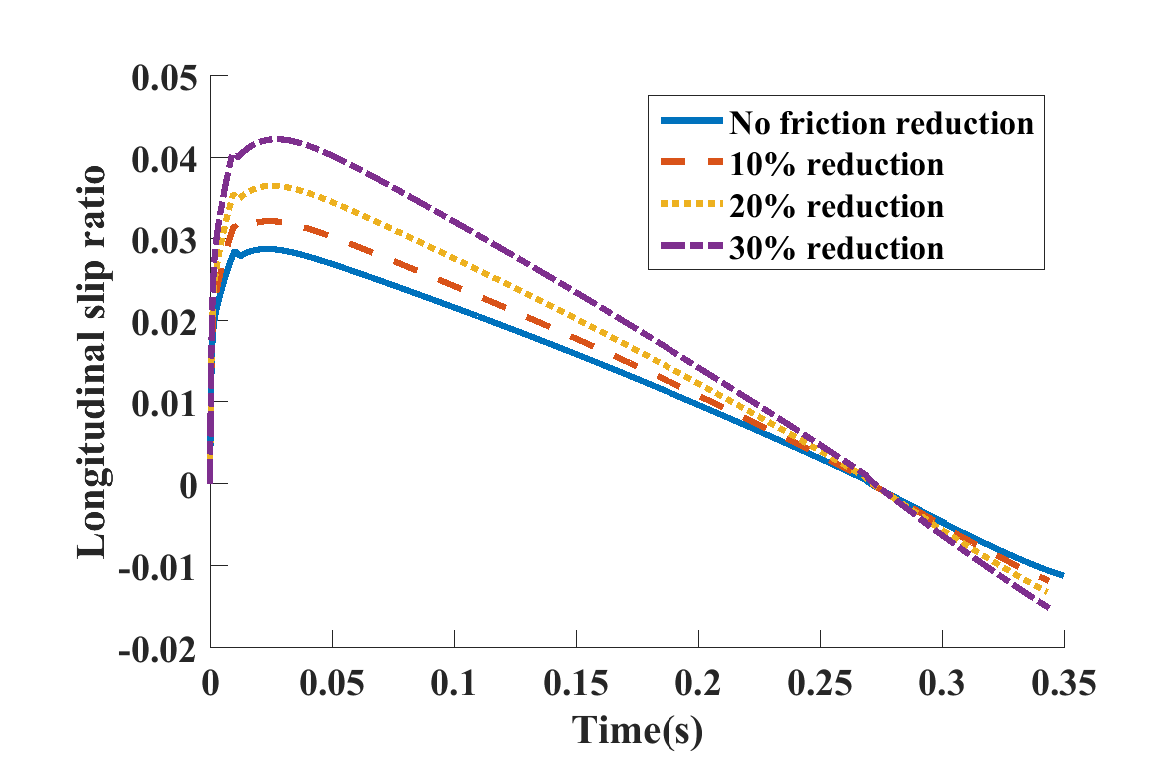 0.05
0.04
0.03
0.02
0.01
0
-0.01
-0.02
Longitudinal slip ratio
No friction reduction
10% reduction
20% reduction
30% reduction
0 0.05 0.1 0.15 0.2 0.25 0.3 0.35
Time(s)